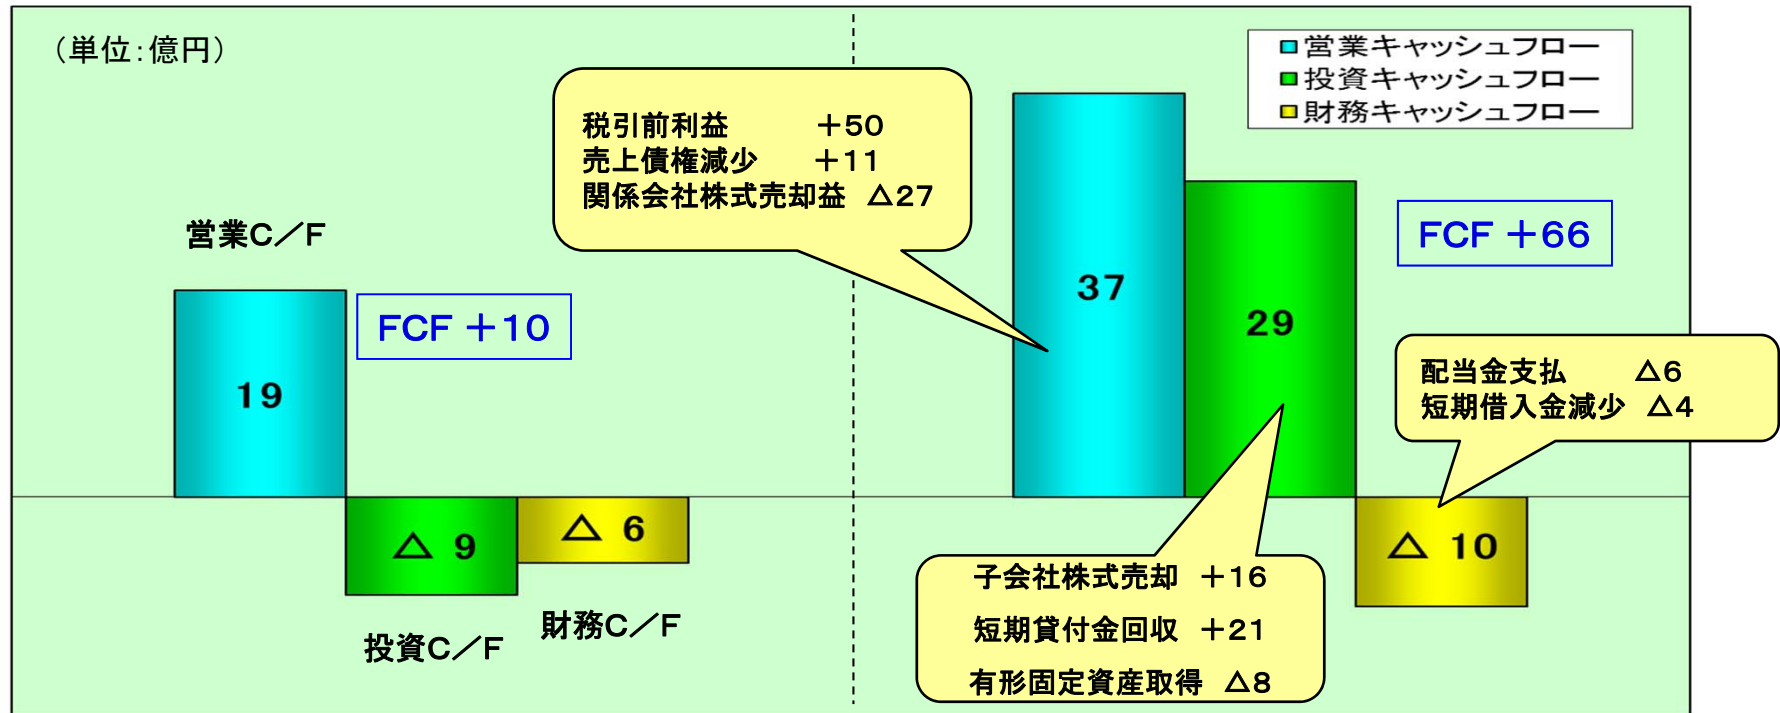 （単位：億円）
営業キャッシュフロー
投資キャッシュフロー
財務キャッシュフロー
営業C／F
19
FCF ＋10
△ 9
投資C／F
△ 6
財務C／F
税引前利益 ＋50
売上債権減少 ＋11
関係会社株式売却益 △27
37
29
FCF ＋66
配当金支払 △6
短期借入金減少 △4
△ 10
子会社株式売却 ＋16
短期貸付金回収 ＋21
有形固定資産取得 △8